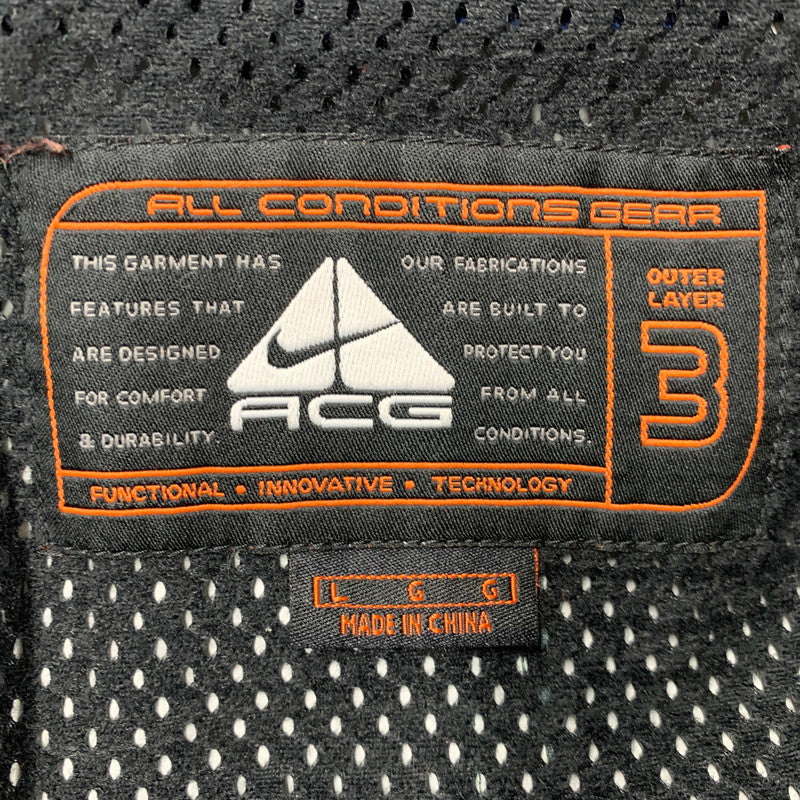 ALL CONDITIONS GEAR
THIS GARMENT HAS
FEATURES THAT
ARE DESIGNED
FOR COMFORT
& DURABILITY.
ACG
OUR FABRICATIONS
ARE BUILT TO
PROTECT YOU
FROM ALL
CONDITIONS.
OUTER
LAYER
3
FUNCTIONAL • INNOVATIVE • TECHNOLOGY
L G G
MADE IN CHINA